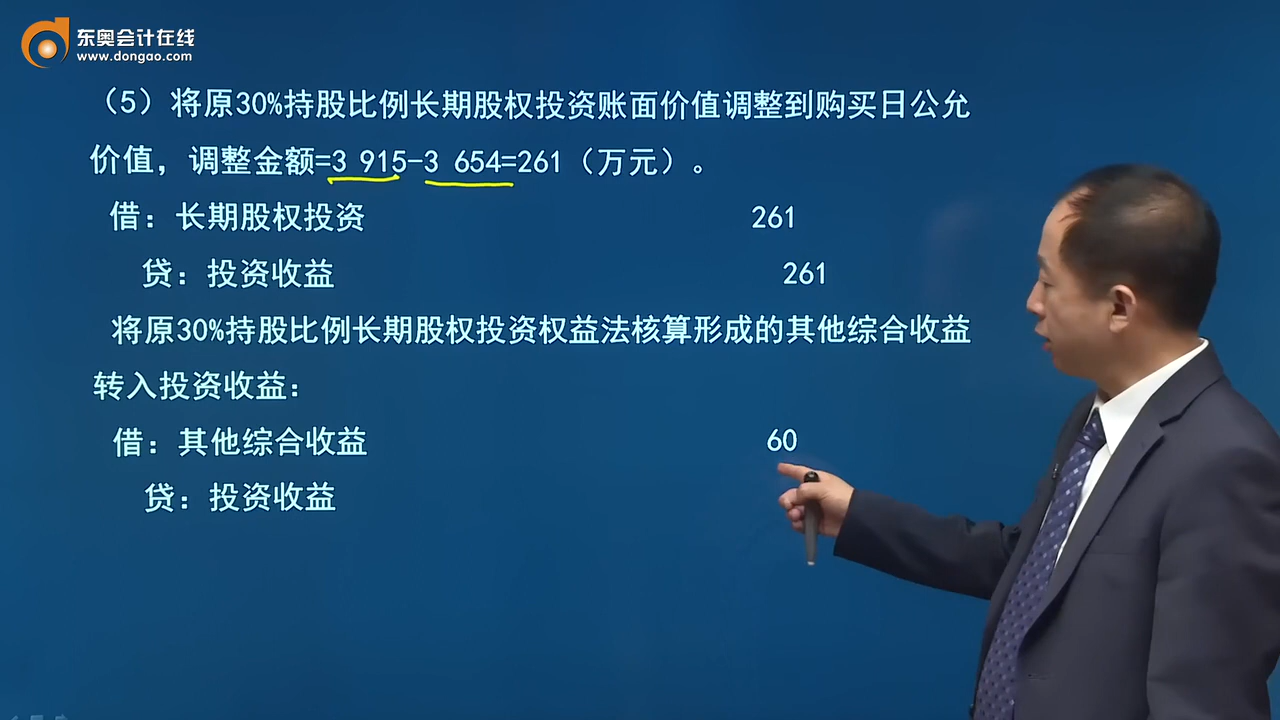 东奥会计在线
www.dongao.com
（5）将原30%持股比例长期股权投资账面价值调整到购买日公允
价值，调整金额=3 915-3 654=261（万元）。
借：长期股权投资 261
贷：投资收益 261
将原30%持股比例长期股权投资权益法核算形成的其他综合收益
转入投资收益：
借：其他综合收益 60
贷：投资收益